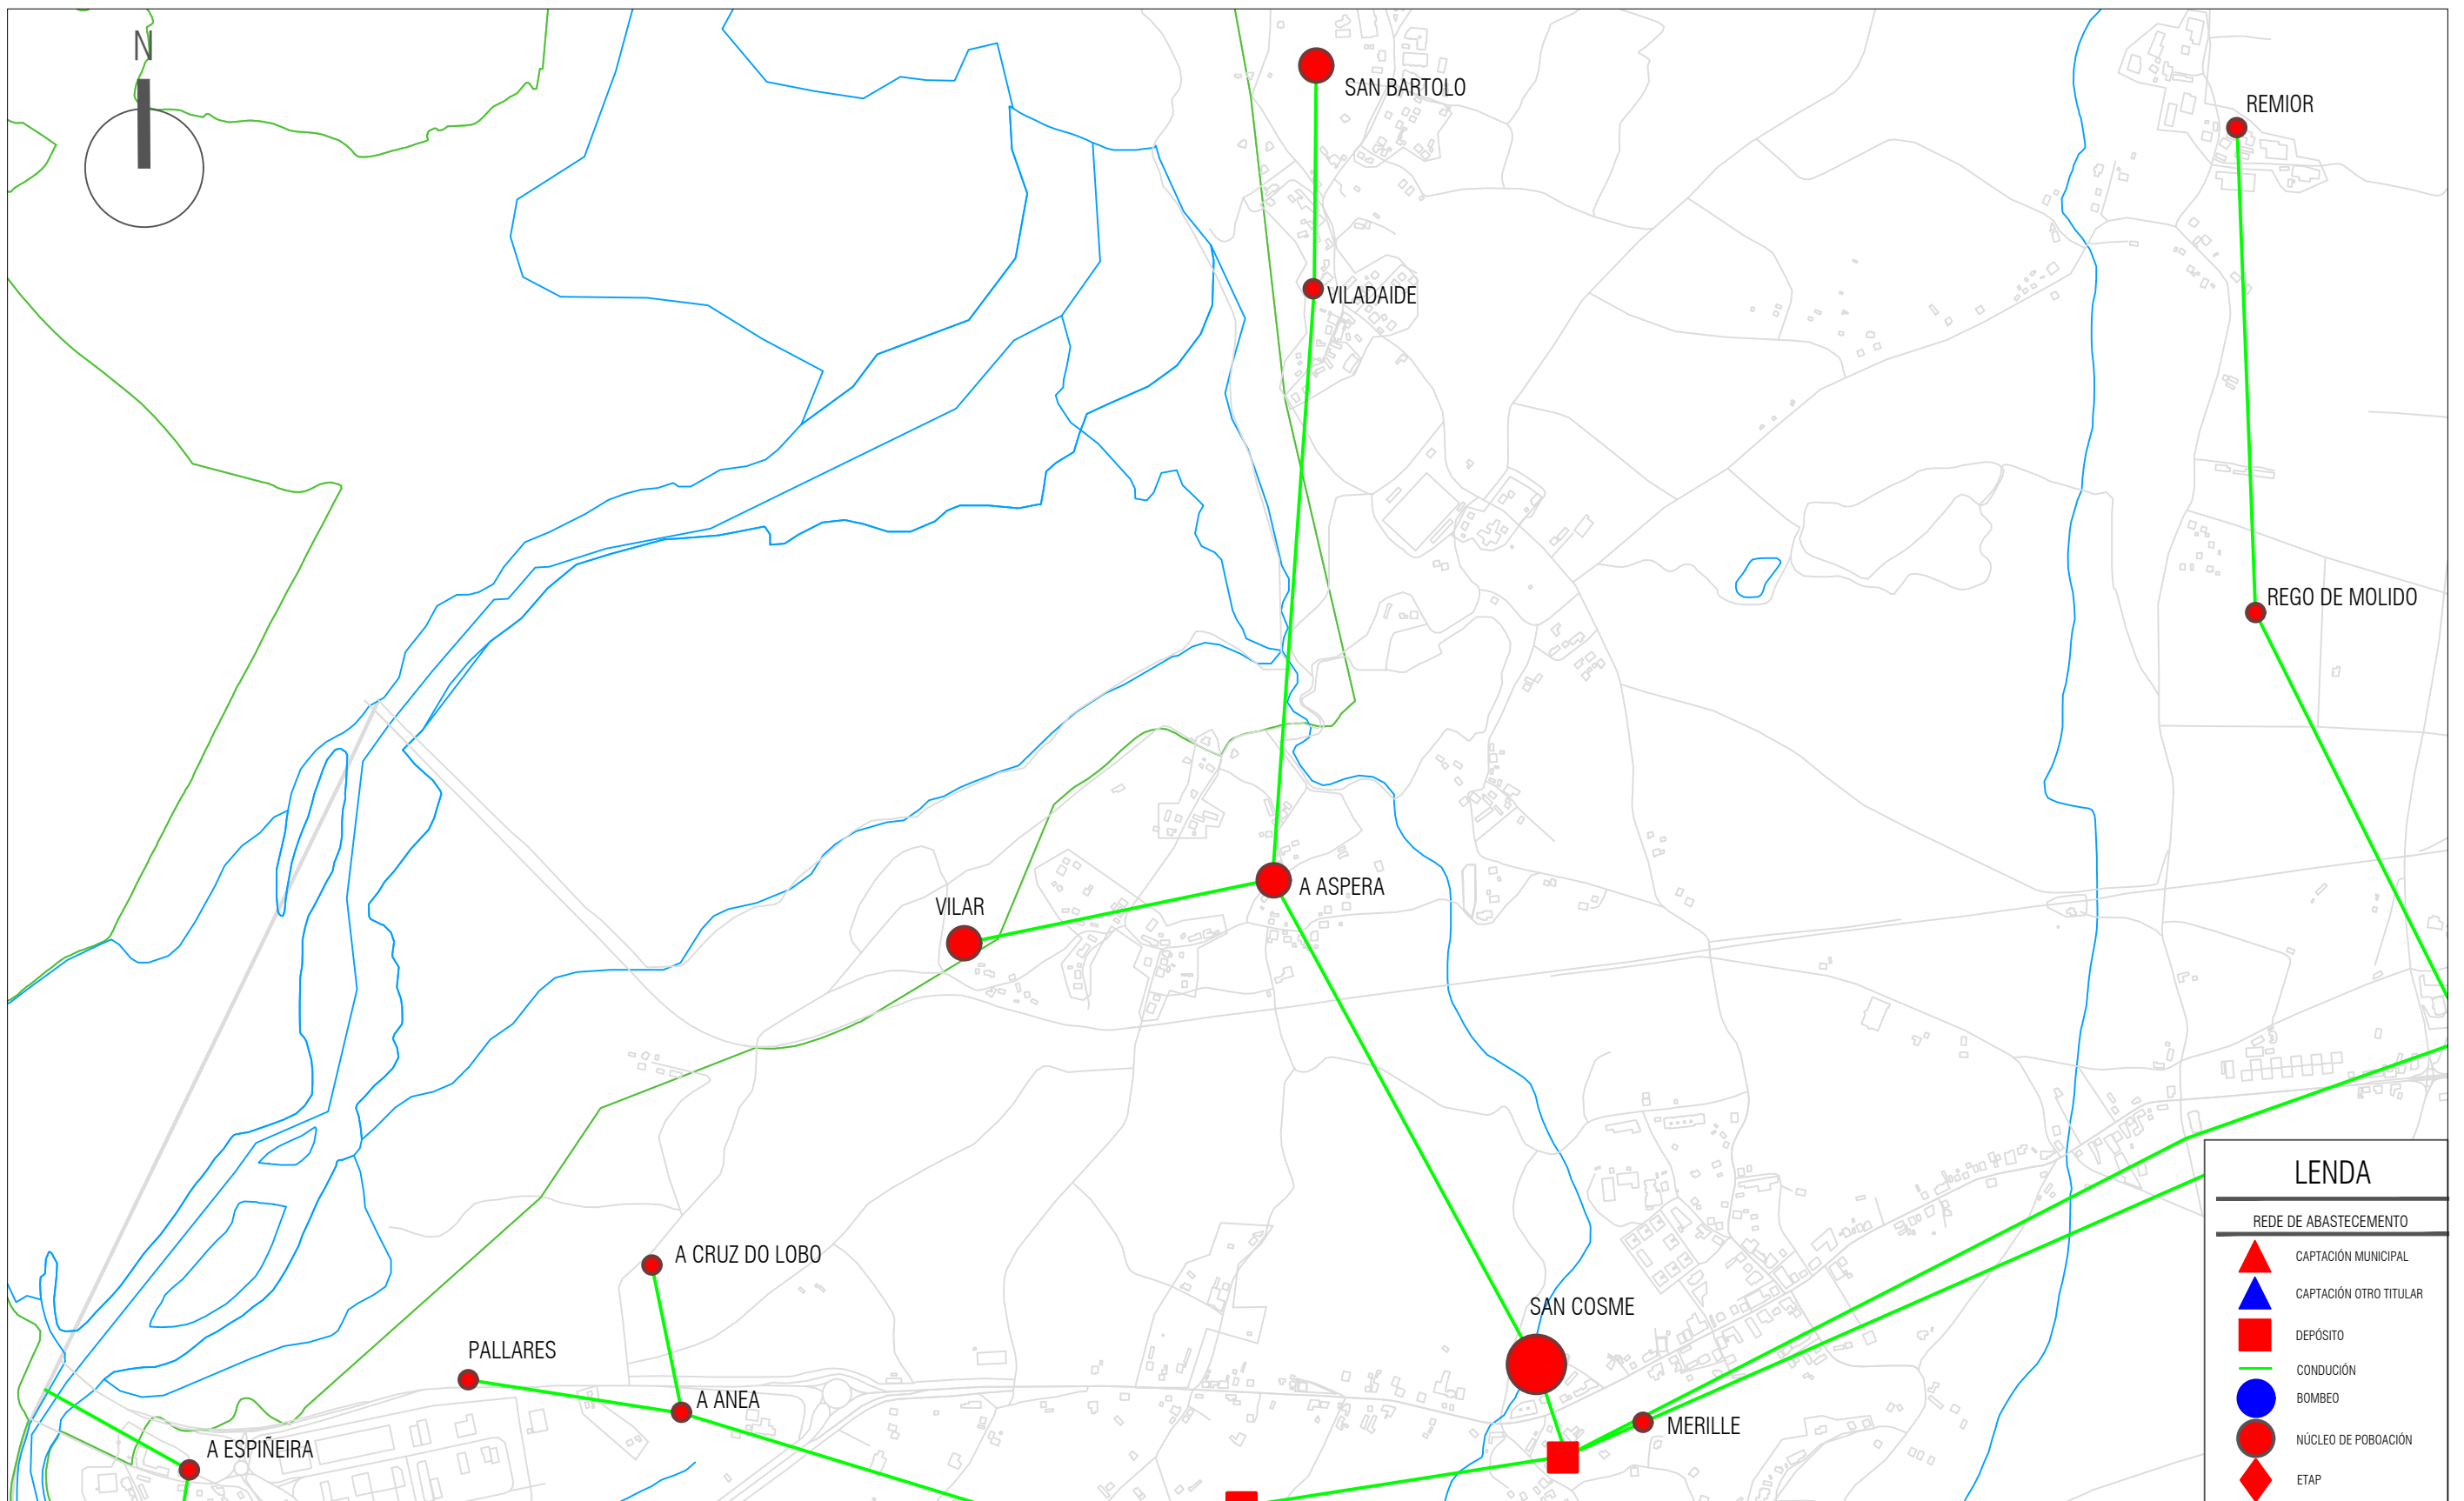 N
SAN BARTOLO
REMIOR
VILADAIDE
REGO DE MOLIDO
A ASPERA
VILAR
A CRUZ DO LOBO
SAN COSME
PALLARES
A ANEA
MERILLE
A ESPIÑEIRA
LENDA
REDE DE ABASTECEMENTO
CAPTACIÓN MUNICIPAL
CAPTACIÓN OTRO TITULAR
DEPÓSITO
CONDUCIÓN
BOMBEO
NÚCLEO DE POBOACIÓN
ETAP